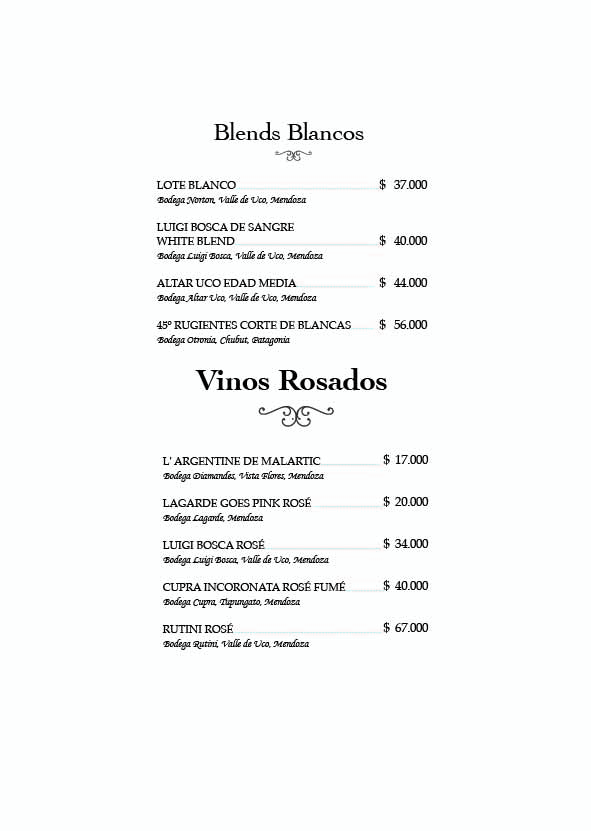 Blends Blancos
LOTE BLANCO $ 37.000
Bodega Norton, Valle de Uco, Mendoza
LUIGI BOSCA DE SANGRE
WHITE BLEND $ 40.000
Bodega Luigi Bosca, Valle de Uco, Mendoza
ALTAR UCO EDAD MEDIA $ 44.000
Bodega Altar Uco, Valle de Uco, Mendoza
45º RUGIENTES CORTE DE BLANCAS $ 56.000
Bodega Otronia, Chubut, Patagonia
Vinos Rosados
L' ARGENTINE DE MALARTIC $ 17.000
Bodega Diamandes, Vista Flores, Mendoza
LAGARDE GOES PINK ROSÉ $ 20.000
Bodega Lagarde, Mendoza
LUIGI BOSCA ROSÉ $ 34.000
Bodega Luigi Bosca, Valle de Uco, Mendoza
CUPRA INCORONATA ROSÉ FUMÉ $ 40.000
Bodega Cupra, Tupungato, Mendoza
RUTINI ROSÉ $ 67.000
Bodega Rutini, Valle de Uco, Mendoza